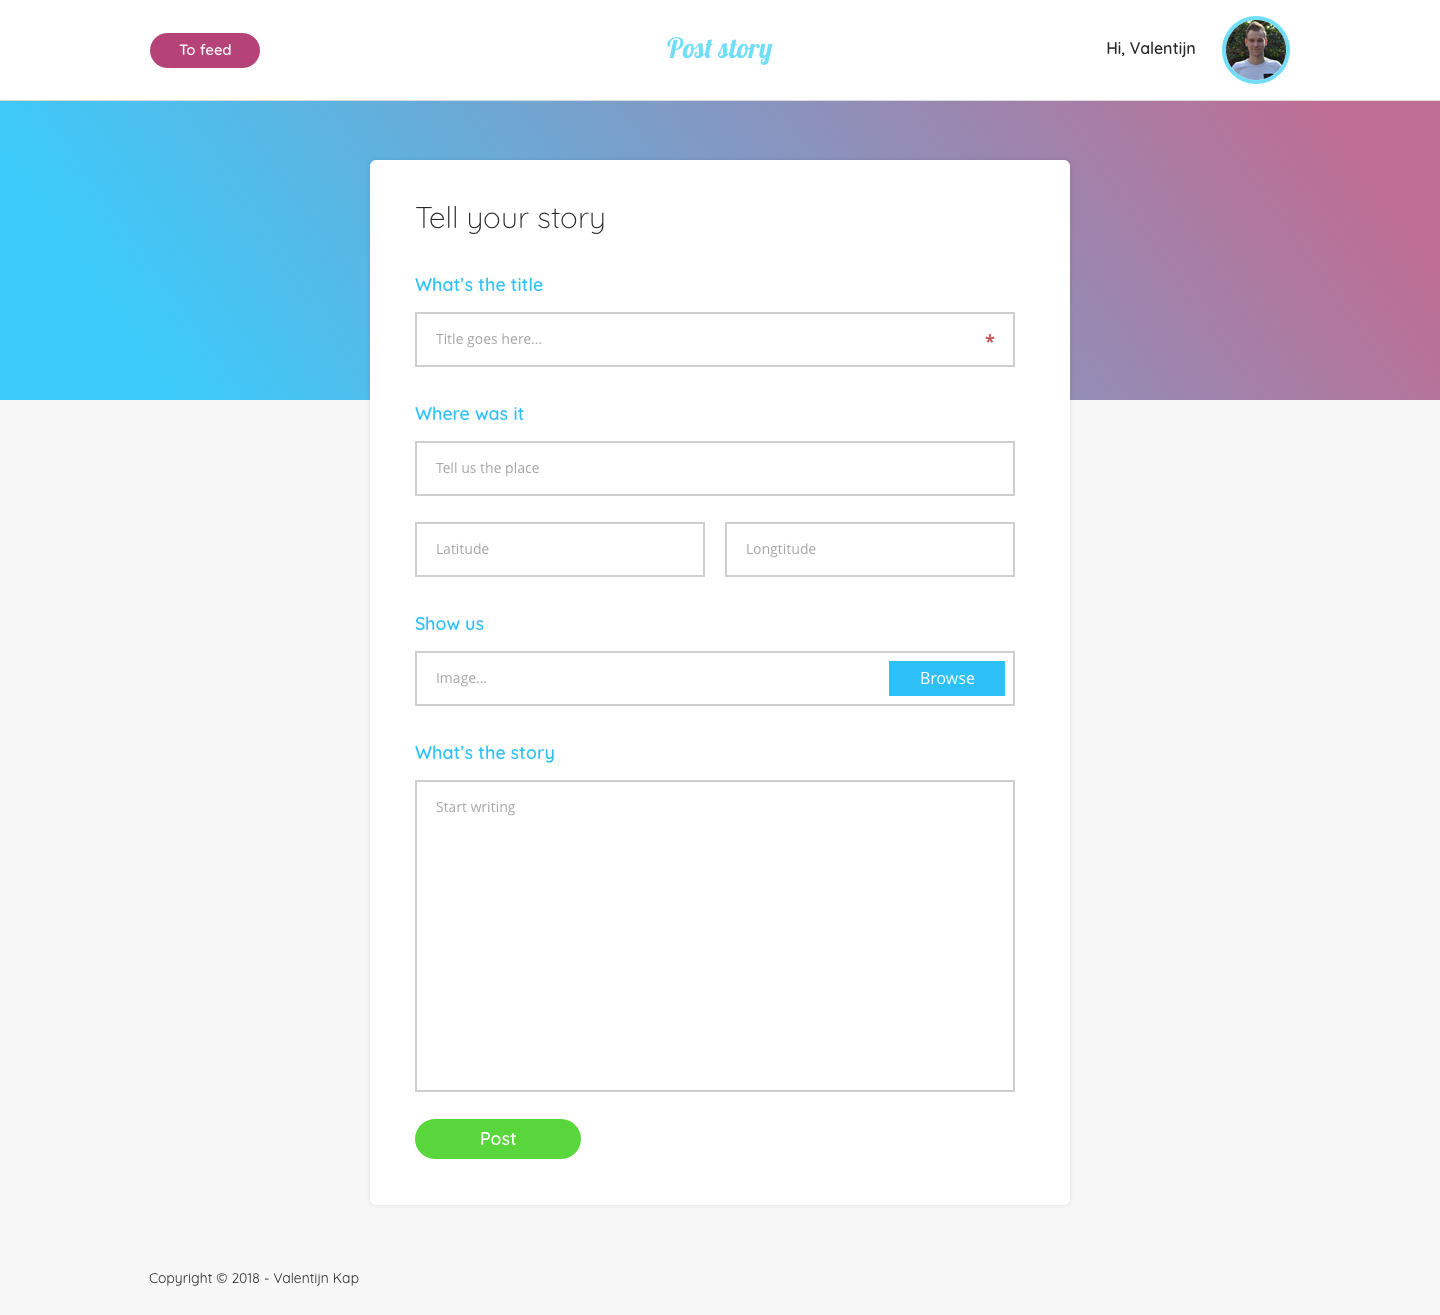 To feed
Post story
Hi, Valentijn
Tell your story
What's the title
Title goes here...
*
Where was it
Tell us the place
Latitude
Longtitude
Show us
Image...
Browse
What's the story
Start writing
Post
Copyright © 2018 - Valentijn Kap